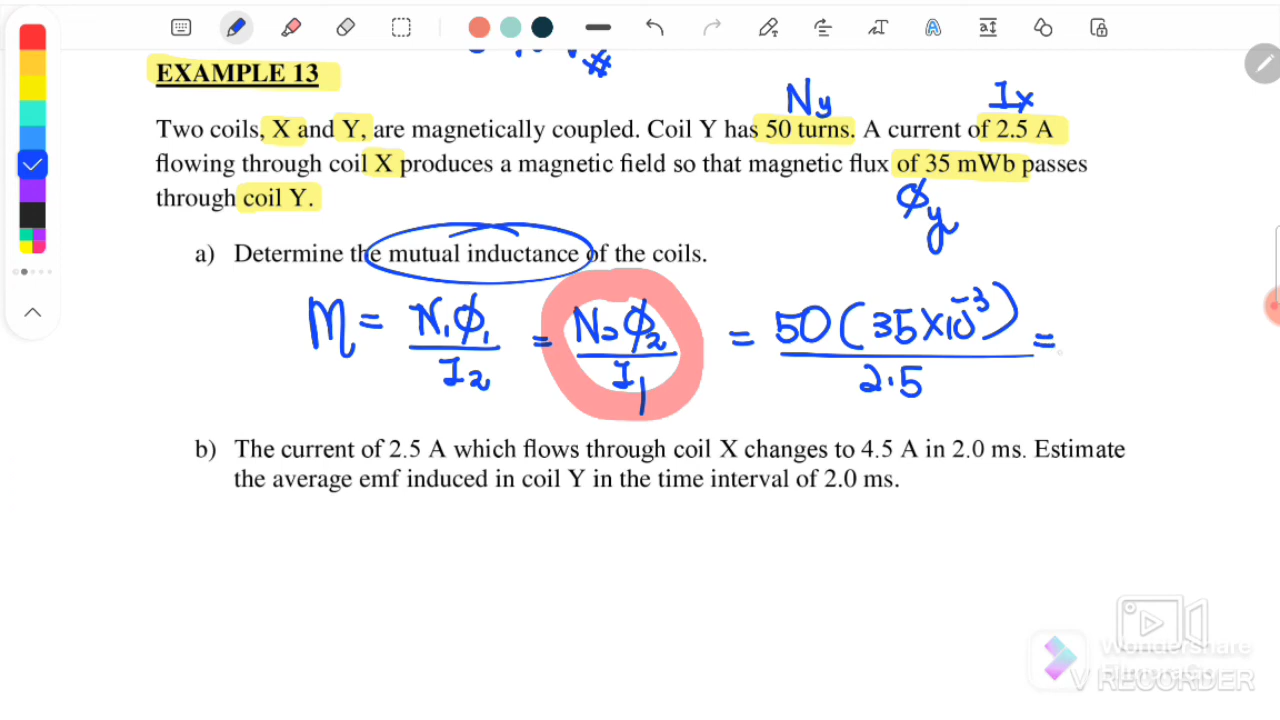 EXAMPLE 13
Ny Ix
Two coils, X and Y, are magnetically coupled. Coil Y has 50 turns. A current of 2.5 A
flowing through coil X produces a magnetic field so that magnetic flux of 35 mWb passes
through coil Y.
ϕy
a) Determine the mutual inductance of the coils.
M = N₁ϕ₁/I₂ = N₂ϕ₂/I₁ = 50(35×10⁻³)/2.5 =
b) The current of 2.5 A which flows through coil X changes to 4.5 A in 2.0 ms. Estimate
the average emf induced in coil Y in the time interval of 2.0 ms.
Wondershare
V RECORDER